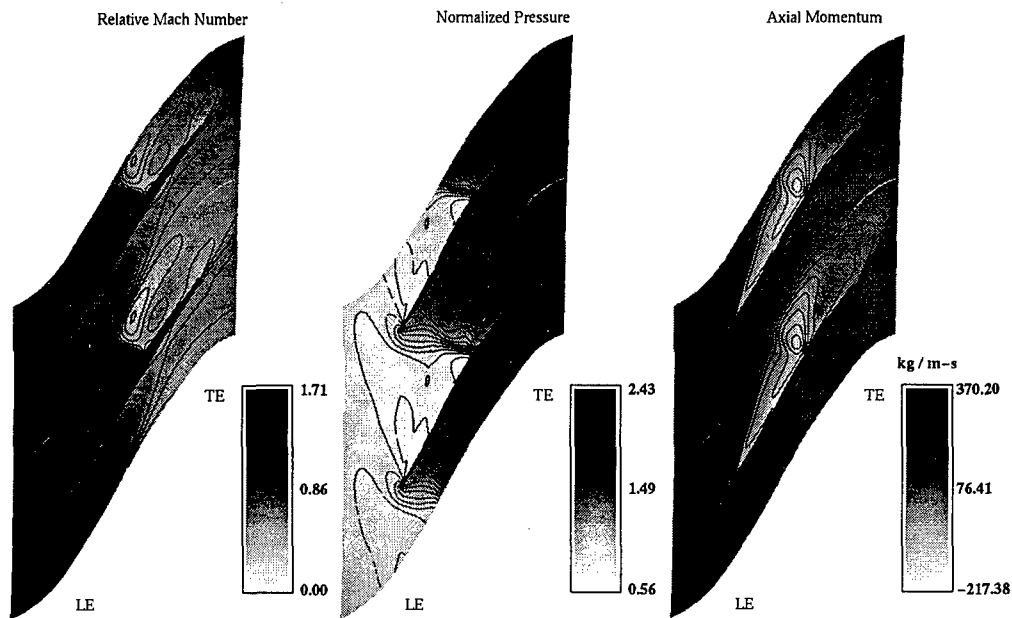 Relative Mach Number
Normalized Pressure
Axial Momentum
TE
1.71
0.86
0.00
LE
TE
2.43
1.49
0.56
LE
kg / m-s
TE
370.20
76.41
-217.38
LE